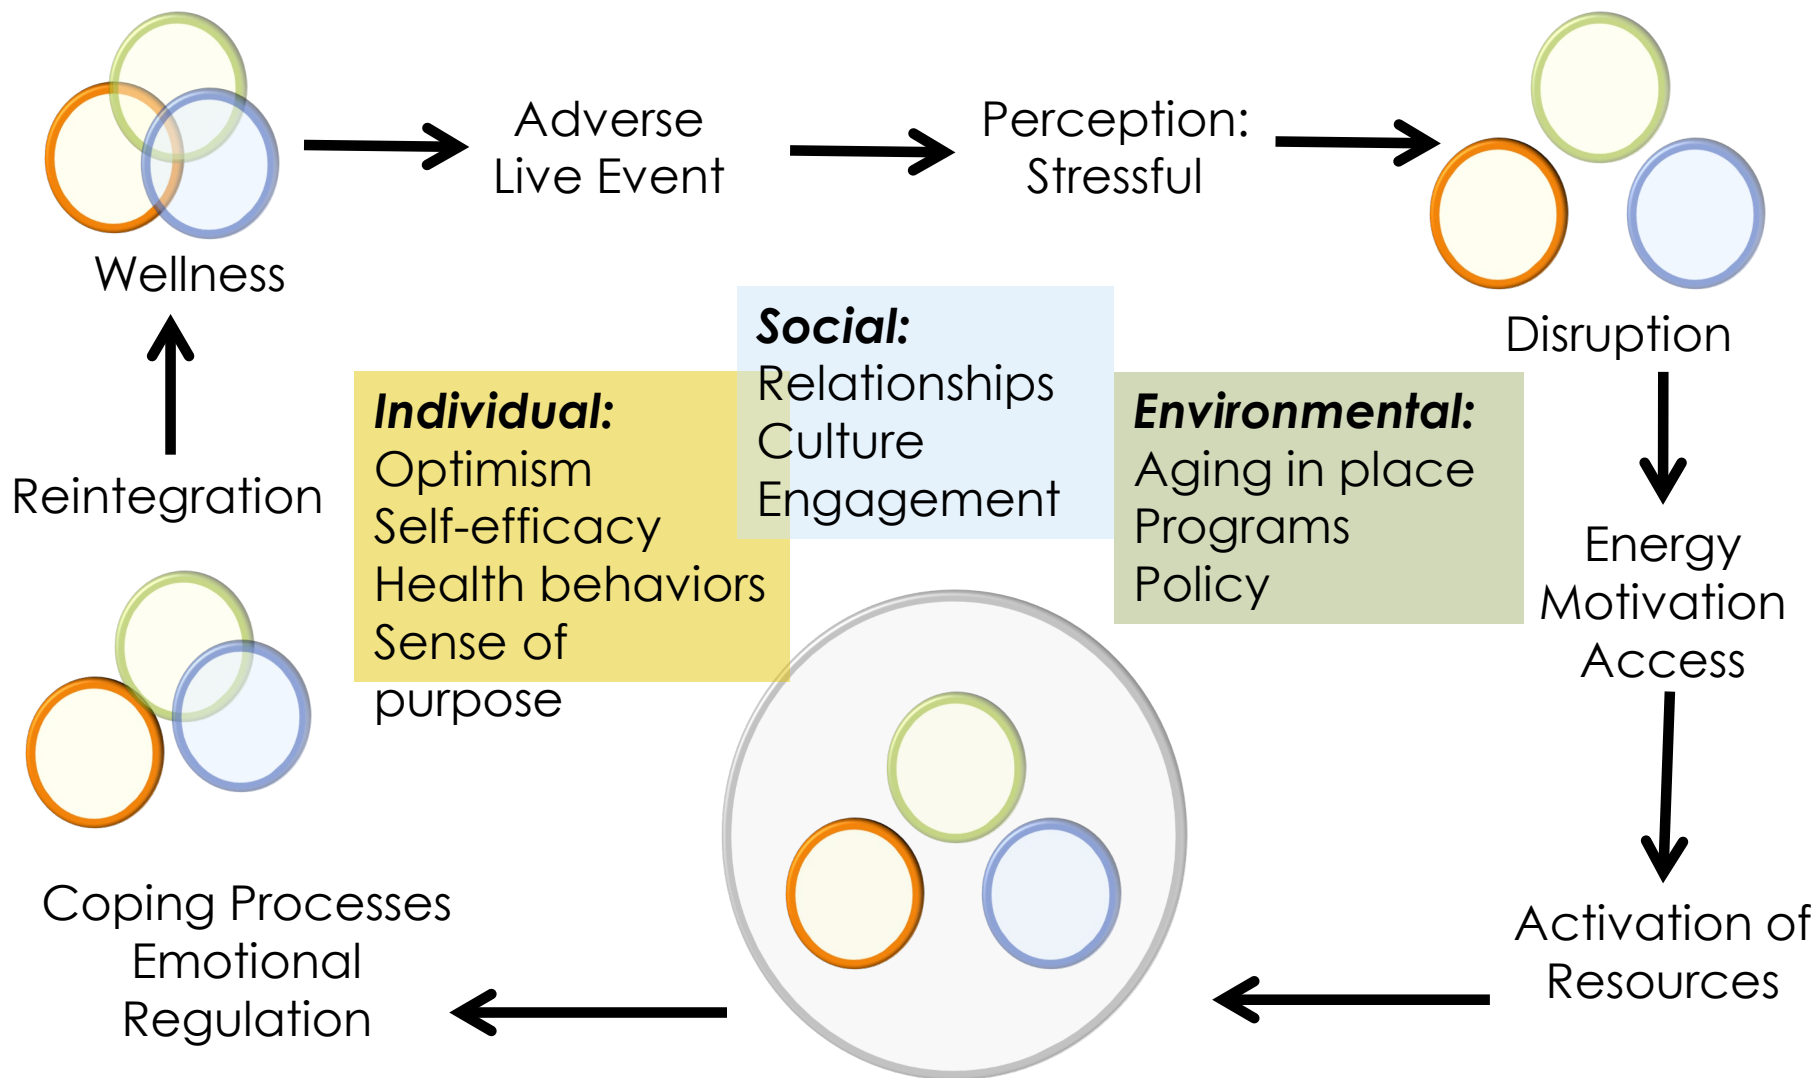 Adverse
Live Event
Perception:
Stressful
Wellness
Disruption
Social:
Relationships
Culture
Engagement
Individual:
Optimism
Self-efficacy
Health behaviors
Sense of
purpose
Environmental:
Aging in place
Programs
Policy
Reintegration
Energy
Motivation
Access
Coping Processes
Emotional
Regulation
Activation of
Resources